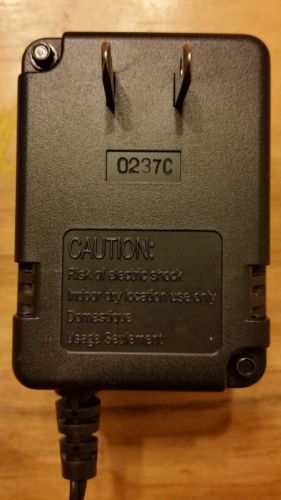 0237C
CAUTION:
Risk of electric shock
Indoor dry location use only
Domestique
Usage Seulement